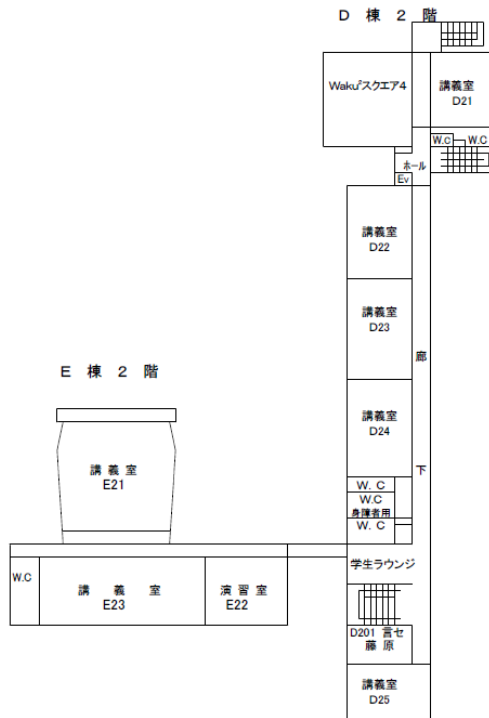 D 棟 2 階
Waku²スクエア4
講義室
D21
W.C
W.C
ホール
Ev
講義室
D22
講義室
D23
廊
下
講義室
D24
W. C
W.C
身障者用
W. C
学生ラウンジ
D201 言セ
藤 原
講義室
D25
E 棟 2 階
講 義 室
E21
W.C
講 義 室
E23
演 習 室
E22